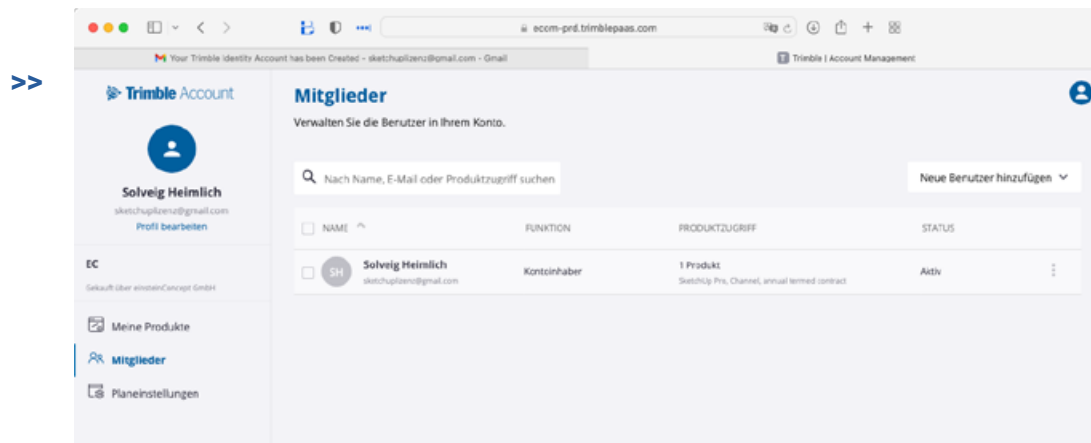 eccm-prd.trimblepaas.com
Your Trimble Identity Account has been Created - sketchuplizenz@gmail.com - Gmail
Trimble | Account Management
>>
Trimble Account
Solveig Heimlich
sketchuplizenz@gmail.com
Profil bearbeiten
EC
Gekauft über einsteinConcept GmbH
Meine Produkte
Mitglieder
Planeinstellungen
Mitglieder
Verwalten Sie die Benutzer in Ihrem Konto.
Nach Name, E-Mail oder Produktzugriff suchen
Neue Benutzer hinzufügen
NAME FUNKTION PRODUKTZUGRIFF STATUS
SH Solveig Heimlich Kontoinhaber 1 Produkt Aktiv
sketchuplizenz@gmail.com SketchUp Pro, Channel, annual termed contract